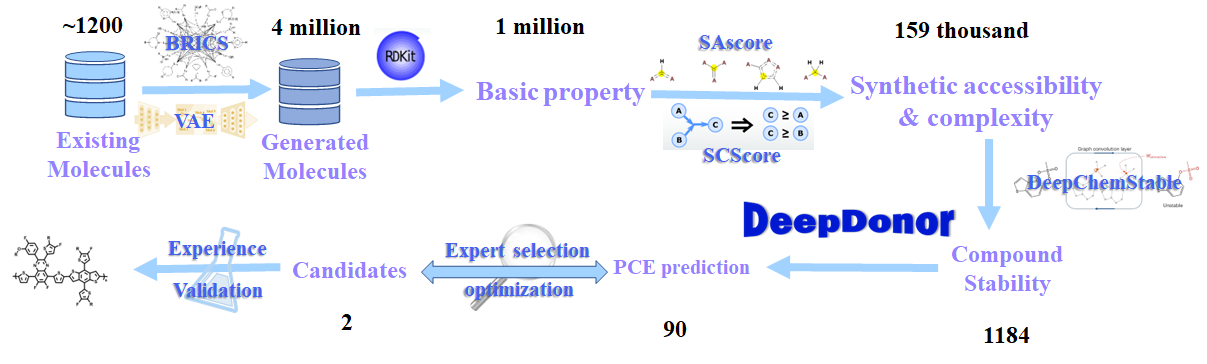 ~1200
BRICS
4 million
RDKit
1 million
SAscore
159 thousand
VAE
Existing
Molecules
Generated
Molecules
Basic property
H
A
A
A
A
A
A
A
H
H
H
A
A
A
B
C
C ≥ A
C ≥ B
SCScore
Synthetic accessibility
& complexity
Graph convolution layer
DeepChemStable
Unstable
DeepDonor
Compound
Stability
1184
PCE prediction
90
Expert selection
optimization
Candidates
2
Experience
Validation